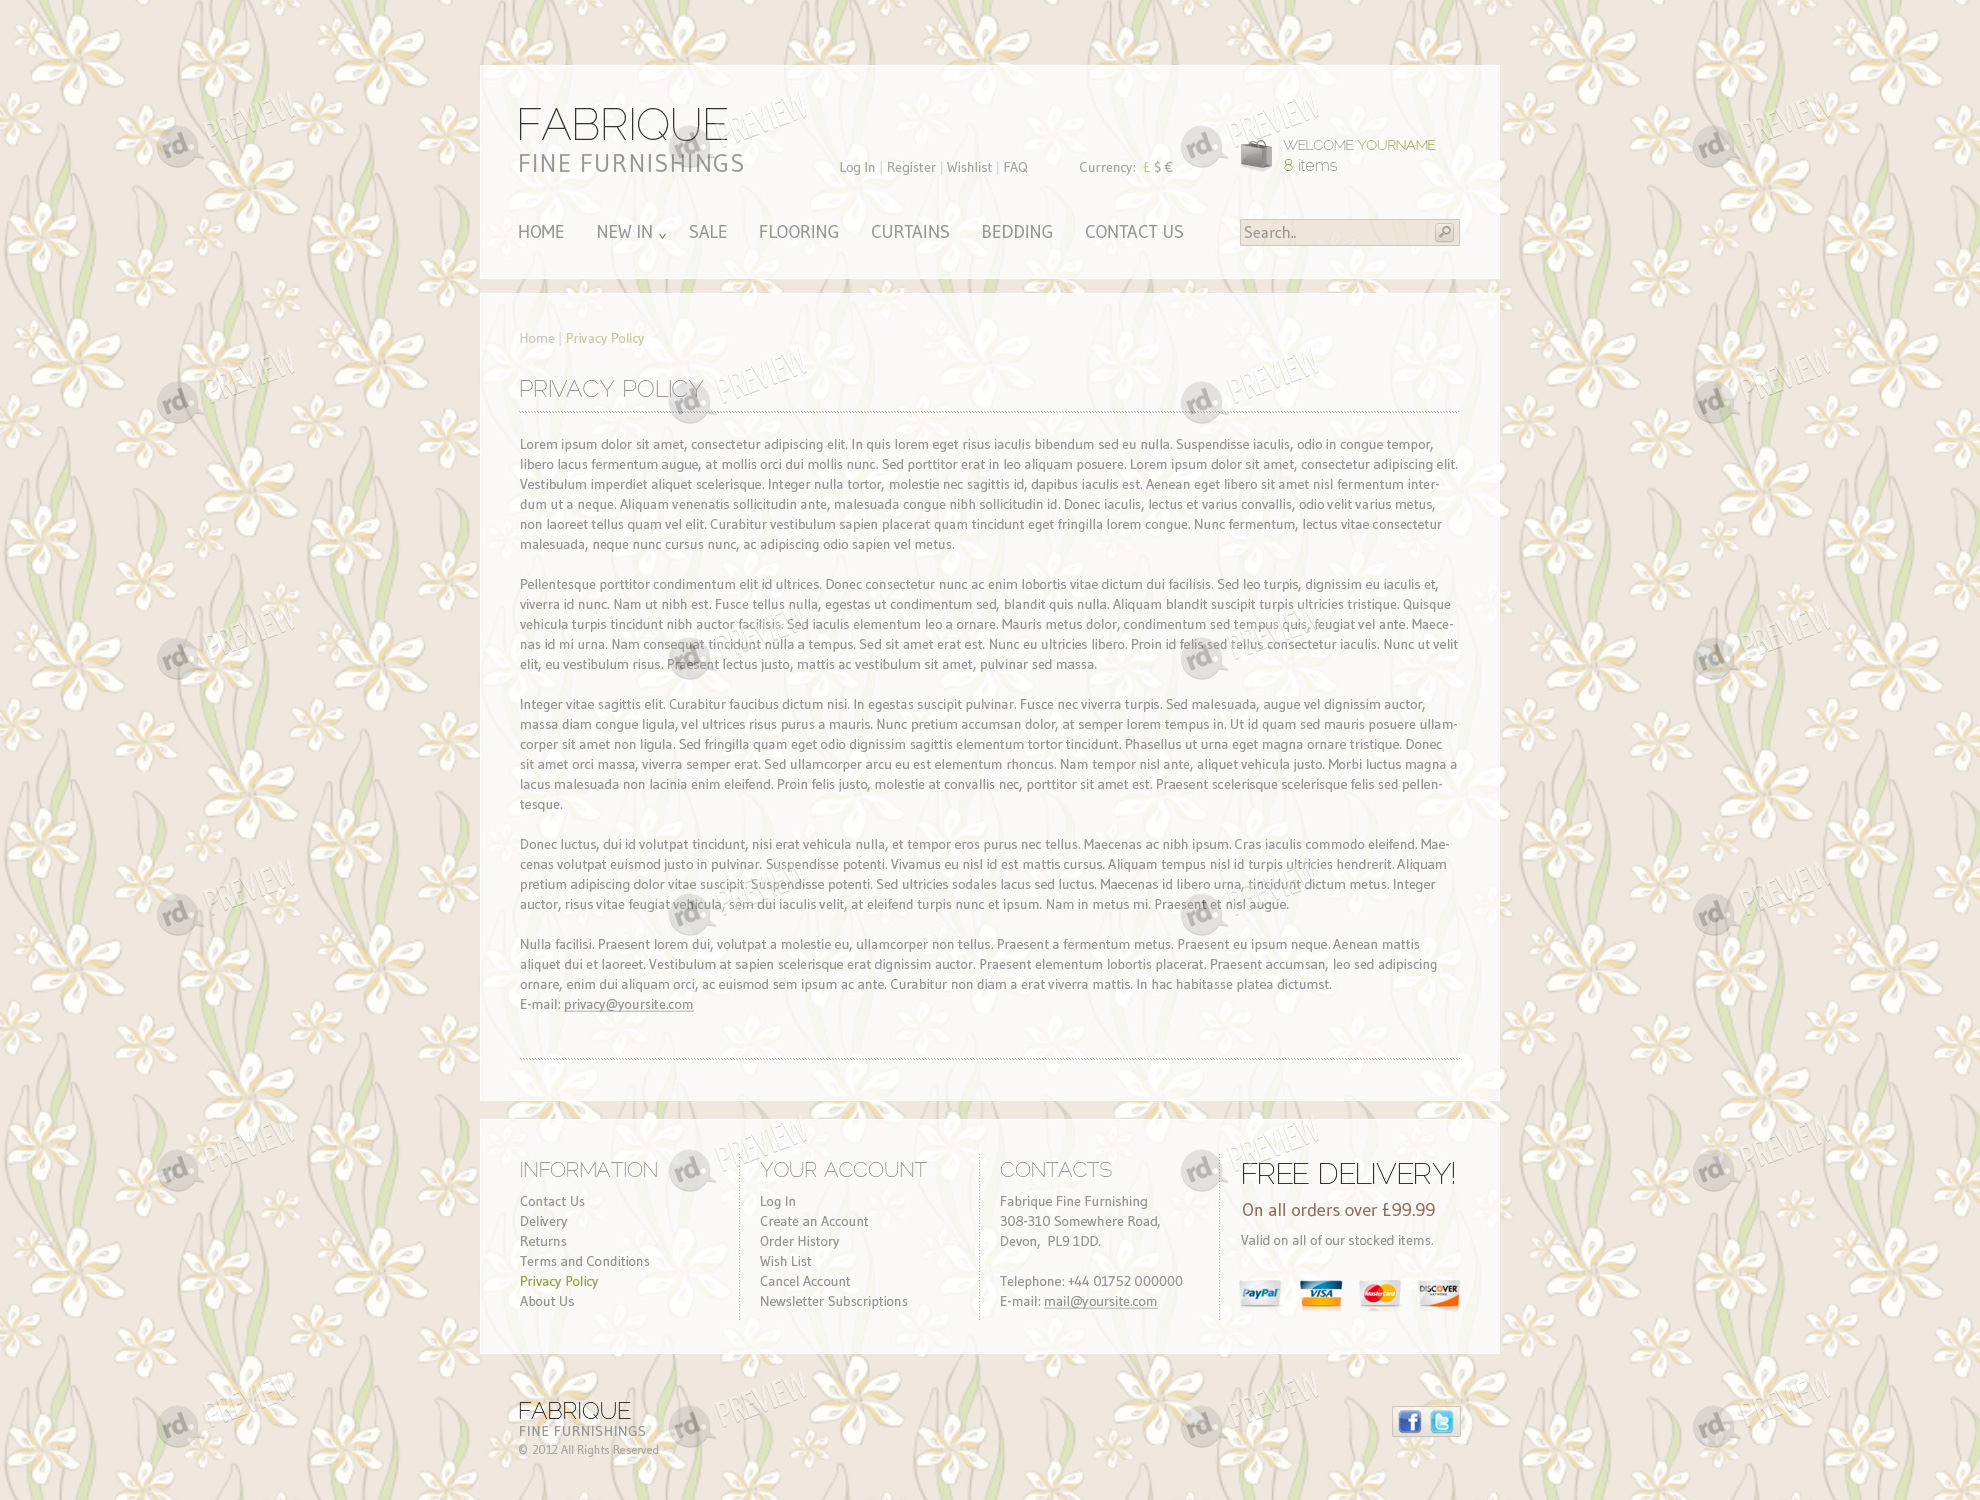 FABRIQUE
FINE FURNISHINGS
Log In | Register | Wishlist | FAQ
Currency: £ $ €
WELCOME YOURNAME
8 items
HOME NEW IN SALE FLOORING CURTAINS BEDDING CONTACT US
Search..
Home | Privacy Policy
PRIVACY POLICY
Lorem ipsum dolor sit amet, consectetur adipiscing elit. In quis lorem eget risus iaculis bibendum sed eu nulla. Suspendisse iaculis, odio in congue tempor,
libero lacus fermentum augue, at mollis orci dui mollis nunc. Sed porttitor erat in leo aliquam posuere. Lorem ipsum dolor sit amet, consectetur adipiscing elit.
Vestibulum imperdiet aliquet scelerisque. Integer nulla tortor, molestie nec sagittis id, dapibus iaculis est. Aenean eget libero sit amet nisl fermentum inter-
dum ut a neque. Aliquam venenatis sollicitudin ante, malesuada congue nibh sollicitudin id. Donec iaculis, lectus et varius convallis, odio velit varius metus,
non laoreet tellus quam vel elit. Curabitur vestibulum sapien placerat quam tincidunt eget fringilla lorem congue. Nunc fermentum, lectus vitae consectetur
malesuada, neque nunc cursus nunc, ac adipiscing odio sapien vel metus.
Pellentesque porttitor condimentum elit id ultrices. Donec consectetur nunc ac enim lobortis vitae dictum dui facilisis. Sed leo turpis, dignissim eu iaculis et,
viverra id nunc. Nam ut nibh est. Fusce tellus nulla, egestas ut condimentum sed, blandit quis nulla. Aliquam blandit suscipit turpis ultricies tristique. Quisque
vehicula turpis tincidunt nibh auctor facilisis. Sed iaculis elementum leo a ornare. Mauris metus dolor, condimentum sed tempus quis, feugiat vel ante. Maece-
nas id mi urna. Nam consequat tincidunt nulla a tempus. Sed sit amet erat est. Nunc eu ultricies libero. Proin id felis sed tellus consectetur iaculis. Nunc ut velit
elit, eu vestibulum risus. Praesent lectus justo, mattis ac vestibulum sit amet, pulvinar sed massa.
Integer vitae sagittis elit. Curabitur faucibus dictum nisi. In egestas suscipit pulvinar. Fusce nec viverra turpis. Sed malesuada, augue vel dignissim auctor,
massa diam congue ligula, vel ultrices risus purus a mauris. Nunc pretium accumsan dolor, at semper lorem tempus in. Ut id quam sed mauris posuere ullam-
corper sit amet non ligula. Sed fringilla quam eget odio dignissim sagittis elementum tortor tincidunt. Phasellus ut urna eget magna ornare tristique. Donec
sit amet orci massa, viverra semper erat. Sed ullamcorper arcu eu est elementum rhoncus. Nam tempor nisl ante, aliquet vehicula justo. Morbi luctus magna a
lacus malesuada non lacinia enim eleifend. Proin felis justo, molestie at convallis nec, porttitor sit amet est. Praesent scelerisque scelerisque felis sed pellen-
tesque.
Donec luctus, dui id volutpat tincidunt, nisi erat vehicula nulla, et tempor eros purus nec tellus. Maecenas ac nibh ipsum. Cras iaculis commodo eleifend. Mae-
cenas volutpat euismod justo in pulvinar. Suspendisse potenti. Vivamus eu nisl id est mattis cursus. Aliquam tempus nisl id turpis ultricies hendrerit. Aliquam
pretium adipiscing dolor vitae suscipit. Suspendisse potenti. Sed ultricies sodales lacus sed luctus. Maecenas id libero urna, tincidunt dictum metus. Integer
auctor, risus vitae feugiat vehicula, sem dui iaculis velit, at eleifend turpis nunc et ipsum. Nam in metus mi. Praesent et nisl augue.
Nulla facilisi. Praesent lorem dui, volutpat a molestie eu, ullamcorper non tellus. Praesent a fermentum metus. Praesent eu ipsum neque. Aenean mattis
aliquet dui et laoreet. Vestibulum at sapien scelerisque erat dignissim auctor. Praesent elementum lobortis placerat. Praesent accumsan, leo sed adipiscing
ornare, enim dui aliquam orci, ac euismod sem ipsum ac ante. Curabitur non diam a erat viverra mattis. In hac habitasse platea dictumst.
E-mail: privacy@yoursite.com
INFORMATION
Contact Us
Delivery
Returns
Terms and Conditions
Privacy Policy
About Us
YOUR ACCOUNT
Log In
Create an Account
Order History
Wish List
Cancel Account
Newsletter Subscriptions
CONTACTS
Fabrique Fine Furnishing
308-310 Somewhere Road,
Devon, PL9 1DD.
Telephone: +44 01752 000000
E-mail: mail@yoursite.com
FREE DELIVERY!
On all orders over £99.99
Valid on all of our stocked items.
PayPal VISA MasterCard DISCOVER NETWORK
FABRIQUE
FINE FURNISHINGS
© 2012 All Rights Reserved
rd. PREVIEW